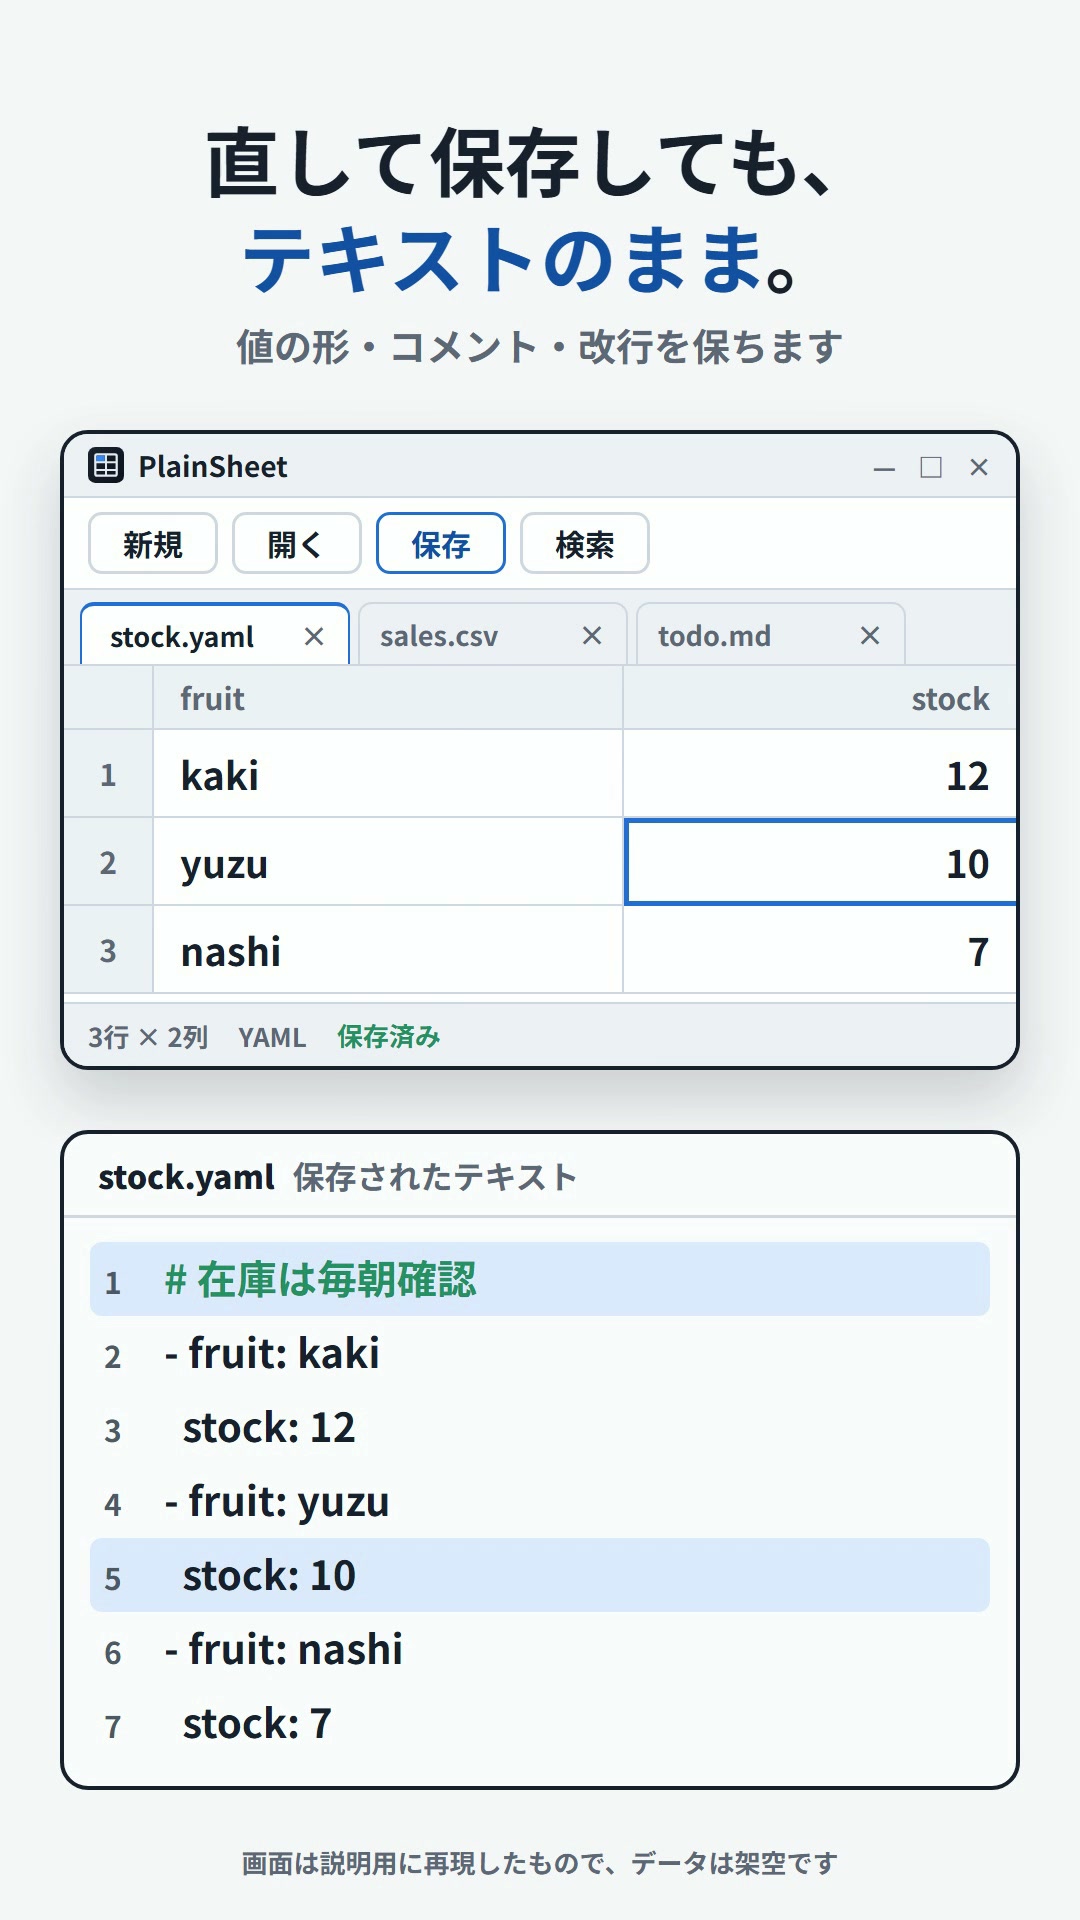 直して保存しても、
テキストのまま。
値の形・コメント・改行を保ちます
PlainSheet
新規 開く 保存 検索
stock.yaml × sales.csv × todo.md ×
fruit stock
1 kaki 12
2 yuzu 10
3 nashi 7
3行 × 2列 YAML 保存済み
stock.yaml 保存されたテキスト
1 # 在庫は毎朝確認
2 - fruit: kaki
3 stock: 12
4 - fruit: yuzu
5 stock: 10
6 - fruit: nashi
7 stock: 7
画面は説明用に再現したもので、データは架空です